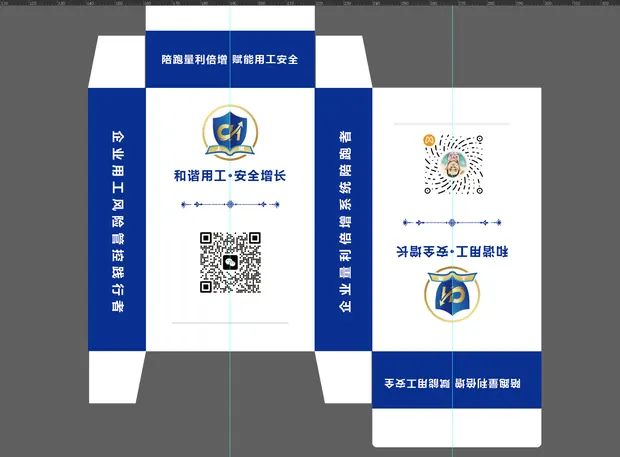 陪跑量利倍增 赋能用工安全
企业用工风险管控践行者
和谐用工·安全增长
企业量利倍增系统陪跑者
和谐用工·安全增长
陪跑量利倍增 赋能用工安全